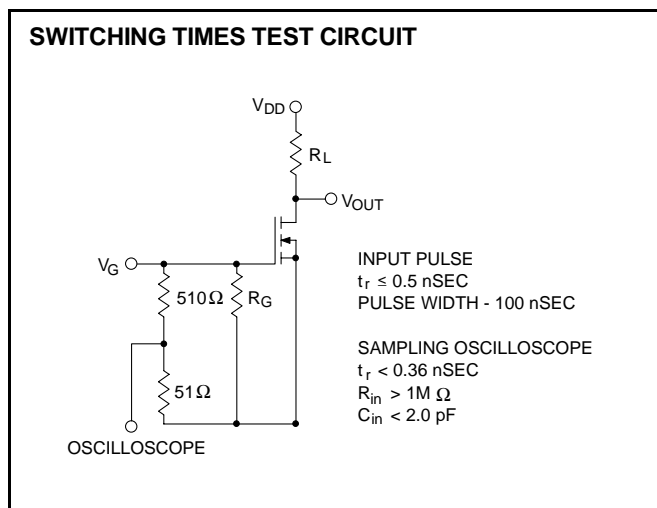 SWITCHING TIMES TEST CIRCUIT
VDD
RL
VOUT
VG
510Ω
RG
51Ω
OSCILLOSCOPE
INPUT PULSE
tr ≤ 0.5 nSEC
PULSE WIDTH - 100 nSEC
SAMPLING OSCILLOSCOPE
tr < 0.36 nSEC
Rin > 1M Ω
Cin < 2.0 pF